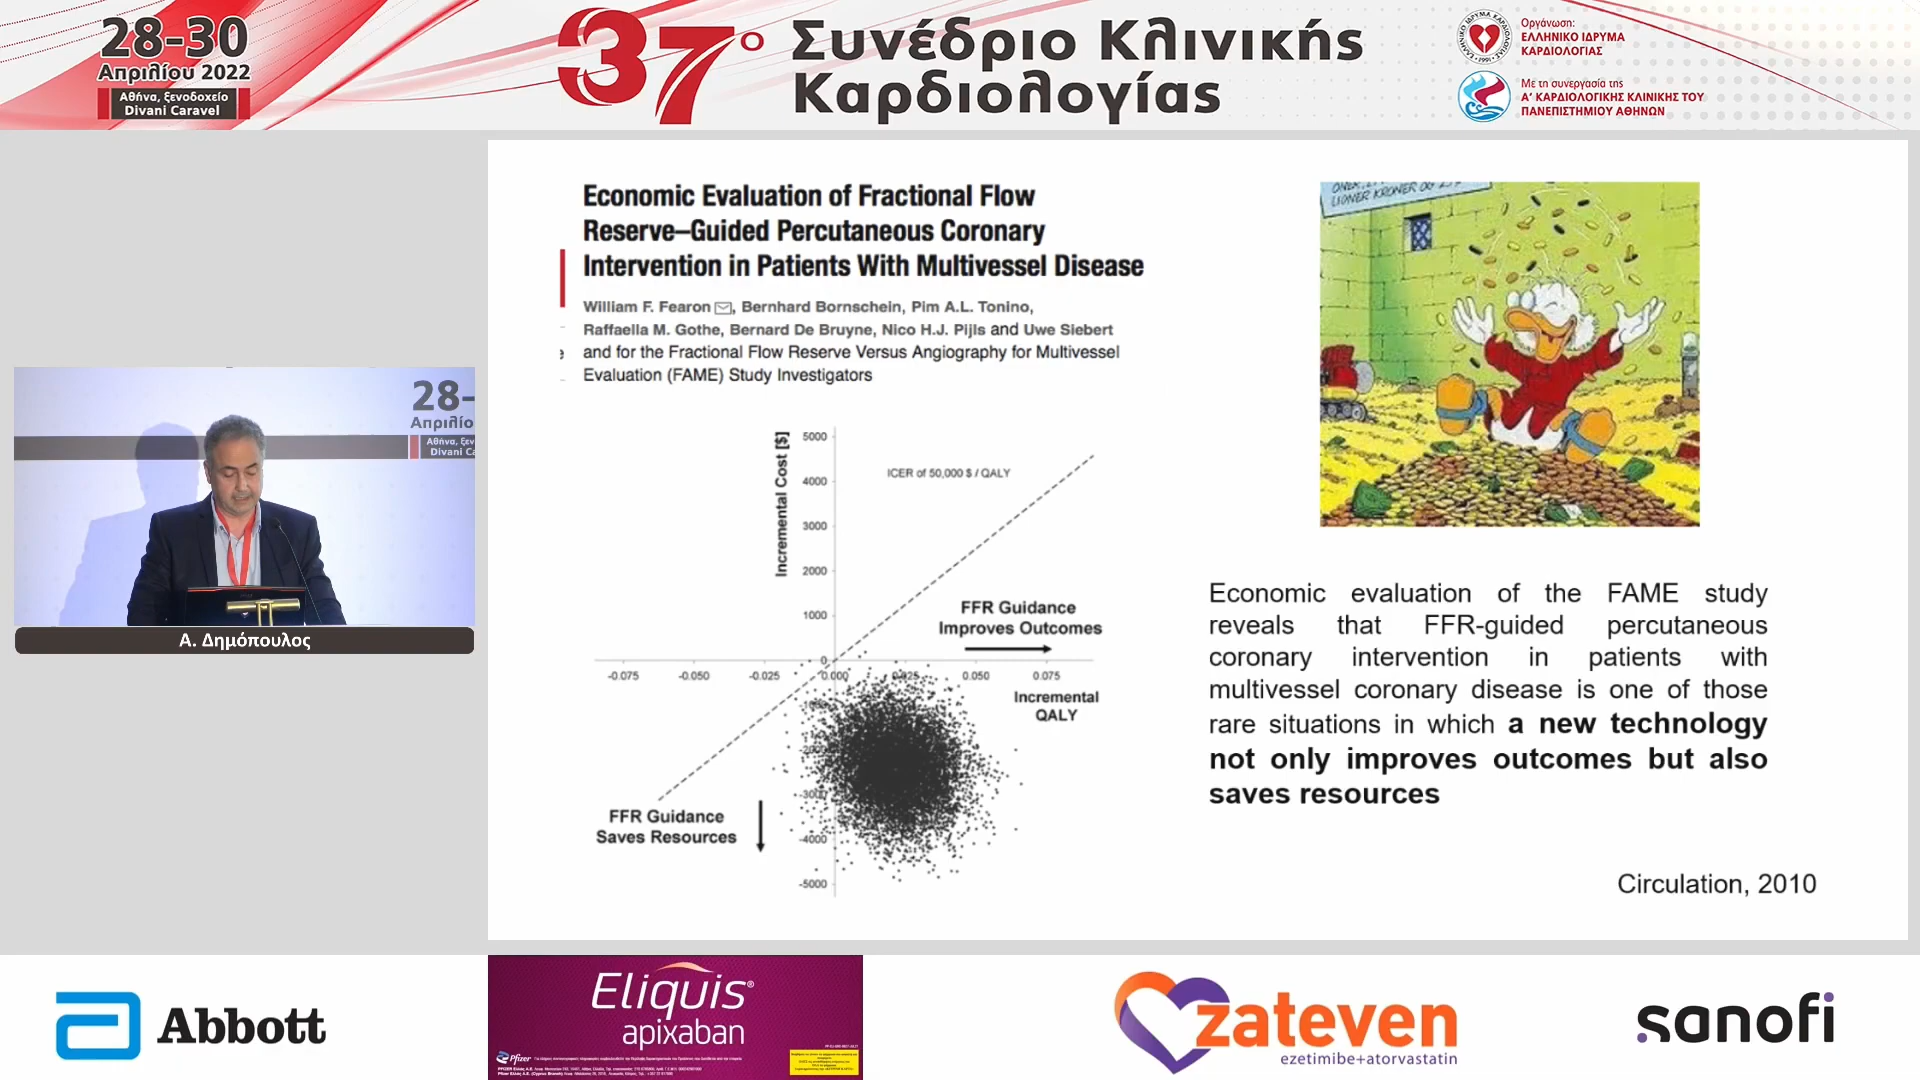 28-30
Απριλίου 2022
Αθήνα, ξενοδοχείο
Divani Caravel
37ο Συνέδριο Κλινικής
Καρδιολογίας
Οργάνωση:
ΕΛΛΗΝΙΚΟ ΙΔΡΥΜΑ
ΚΑΡΔΙΟΛΟΓΙΑΣ
Με τη συνεργασία της
Α' ΚΑΡΔΙΟΛΟΓΙΚΗΣ ΚΛΙΝΙΚΗΣ ΤΟΥ
ΠΑΝΕΠΙΣΤΗΜΙΟΥ ΑΘΗΝΩΝ
28-
Απριλίο
Αθήνα, ξεν
Divani Ca
Α. Δημόπουλος
Economic Evaluation of Fractional Flow
Reserve–Guided Percutaneous Coronary
Intervention in Patients With Multivessel Disease
William F. Fearon, Bernhard Bornschein, Pim A.L. Tonino,
Raffaella M. Gothe, Bernard De Bruyne, Nico H.J. Pijls and Uwe Siebert
e and for the Fractional Flow Reserve Versus Angiography for Multivessel
Evaluation (FAME) Study Investigators
Incremental Cost [$]
5000
ICER of 50,000 $ / QALY
4000
3000
2000
1000
FFR Guidance
Improves Outcomes
0
-0.075 -0.050 -0.025 0.000 0.025 0.050 0.075
Incremental
QALY
-2000
-3000
FFR Guidance
Saves Resources
-4000
-5000
LIONER KRONER OG
Economic evaluation of the FAME study
reveals that FFR-guided percutaneous
coronary intervention in patients with
multivessel coronary disease is one of those
rare situations in which a new technology
not only improves outcomes but also
saves resources
Circulation, 2010
Abbott
Eliquis®
apixaban
Pfizer
zateven
ezetimibe+atorvastatin
sanofi